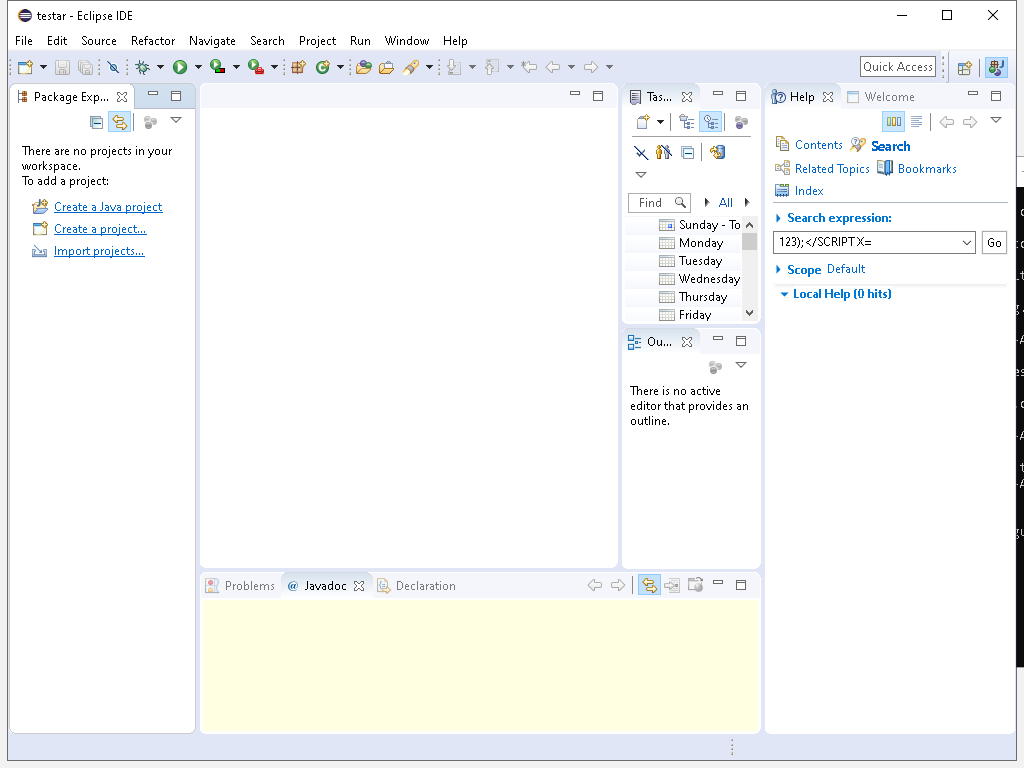 testar - Eclipse IDE
File Edit Source Refactor Navigate Search Project Run Window Help
Quick Access
Package Exp...
There are no projects in your
workspace.
To add a project:
Create a Java project
Create a project...
Import projects...
Tas...
Find All
Sunday - To
Monday
Tuesday
Wednesday
Thursday
Friday
Ou...
There is no active
editor that provides an
outline.
Help Welcome
Contents Search
Related Topics Bookmarks
Index
Search expression:
123);</SCRIPT X=
Go
Scope Default
Local Help (0 hits)
Problems @ Javadoc Declaration